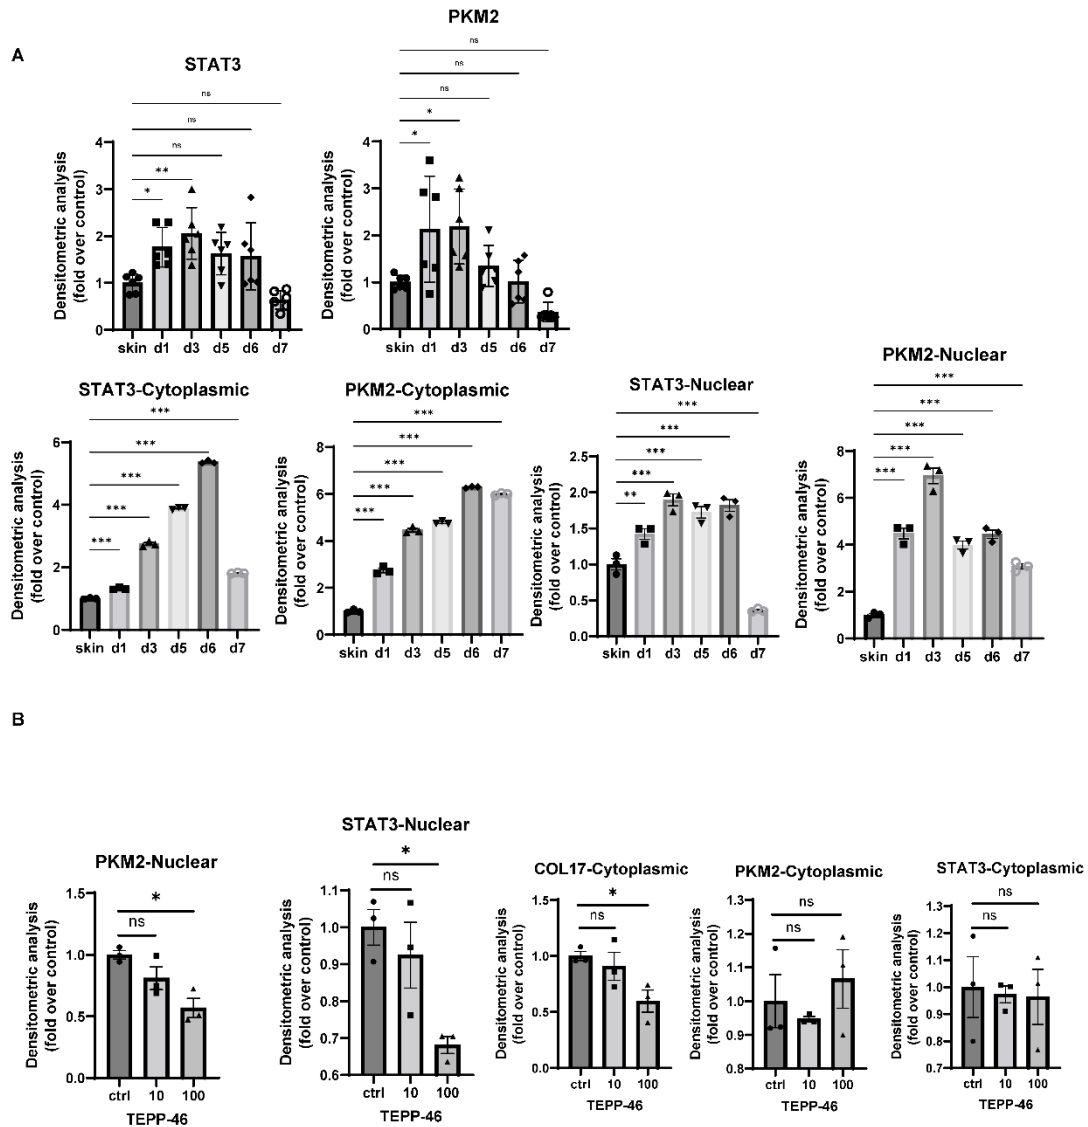 A
STAT3
ns
ns
ns
**
*
Densitometric analysis
(fold over control)
4
3
2
1
0
skin d1 d3 d5 d6 d7
PKM2
ns
ns
ns
*
*
Densitometric analysis
(fold over control)
4
3
2
1
0
skin d1 d3 d5 d6 d7
STAT3-Cytoplasmic
***
***
***
***
***
Densitometric analysis
(fold over control)
6
4
2
0
skin d1 d3 d5 d6 d7
PKM2-Cytoplasmic
***
***
***
***
***
Densitometric analysis
(fold over control)
8
6
4
2
0
skin d1 d3 d5 d6 d7
STAT3-Nuclear
***
***
***
***
**
Densitometric analysis
(fold over control)
2.5
2.0
1.5
1.0
0.5
0.0
skin d1 d3 d5 d6 d7
PKM2-Nuclear
***
***
***
***
***
Densitometric analysis
(fold over control)
8
6
4
2
0
skin d1 d3 d5 d6 d7
B
PKM2-Nuclear
*
ns
Densitometric analysis
(fold over control)
1.5
1.0
0.5
0.0
ctrl 10 100
TEPP-46
STAT3-Nuclear
*
ns
Densitometric analysis
(fold over control)
1.1
1.0
0.9
0.8
0.7
0.6
ctrl 10 100
TEPP-46
COL17-Cytoplasmic
*
ns
Densitometric analysis
(fold over control)
1.5
1.0
0.5
0.0
ctrl 10 100
TEPP-46
PKM2-Cytoplasmic
ns
ns
Densitometric analysis
(fold over control)
1.3
1.2
1.1
1.0
0.9
0.8
ctrl 10 100
TEPP-46
STAT3-Cytoplasmic
ns
ns
Densitometric analysis
(fold over control)
1.3
1.2
1.1
1.0
0.9
0.8
0.7
ctrl 10 100
TEPP-46